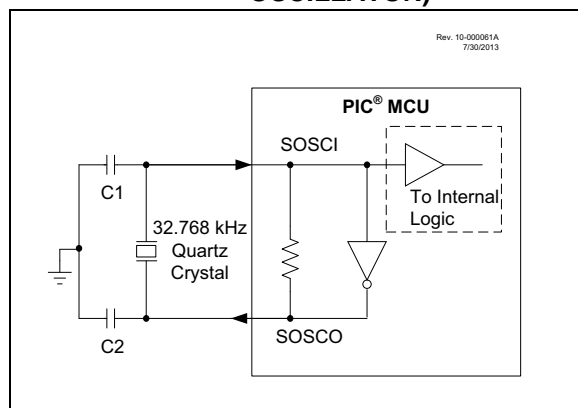 OSCILLATOR)
Rev. 10-000061A
7/30/2013
PIC® MCU
SOSCI
C1
To Internal
Logic
32.768 kHz
Quartz
Crystal
SOSCO
C2